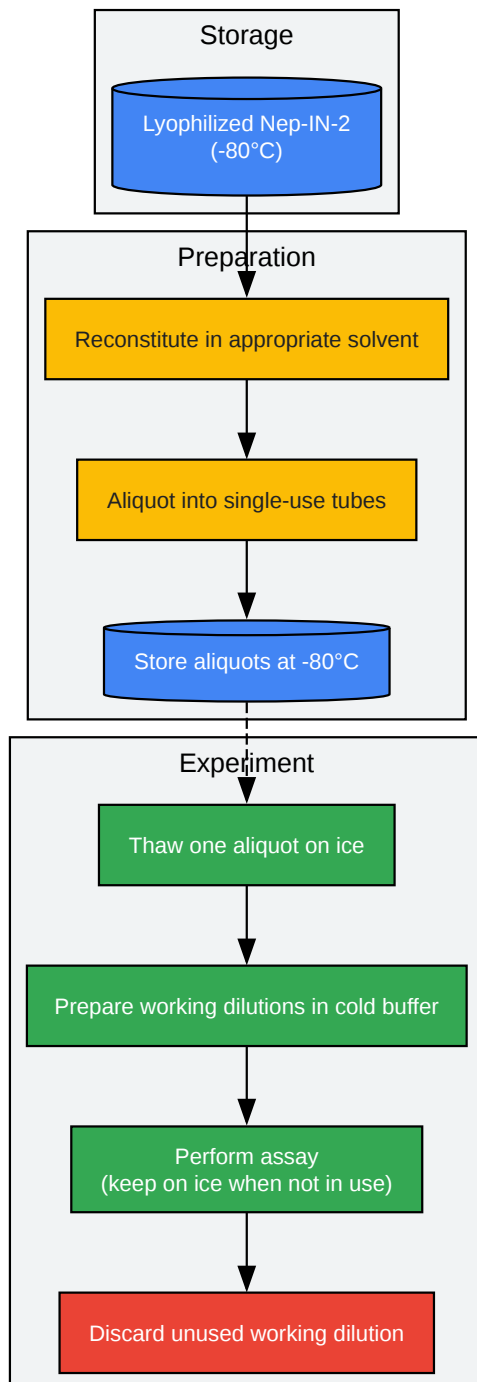 Storage
Lyophilized Nep-IN-2
(-80°C)
Preparation
Reconstitute in appropriate solvent
Aliquot into single-use tubes
Store aliquots at -80°C
Experiment
Thaw one aliquot on ice
Prepare working dilutions in cold buffer
Perform assay
(keep on ice when not in use)
Discard unused working dilution